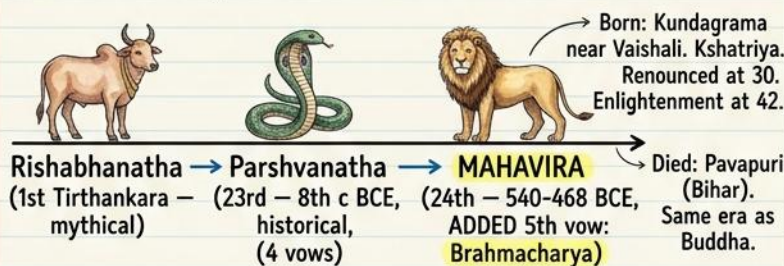 Born: Kundagrama
near Vaishali. Kshatriya.
Renounced at 30.
Enlightenment at 42.
Rishabhanatha → Parshvanatha → MAHAVIRA
(1st Tirthankara –
mythical)
(23rd – 8th c BCE,
historical,
(4 vows)
(24th – 540-468 BCE,
ADDED 5th vow:
Brahmacharya)
Died: Pavapuri
(Bihar).
Same era as
Buddha.